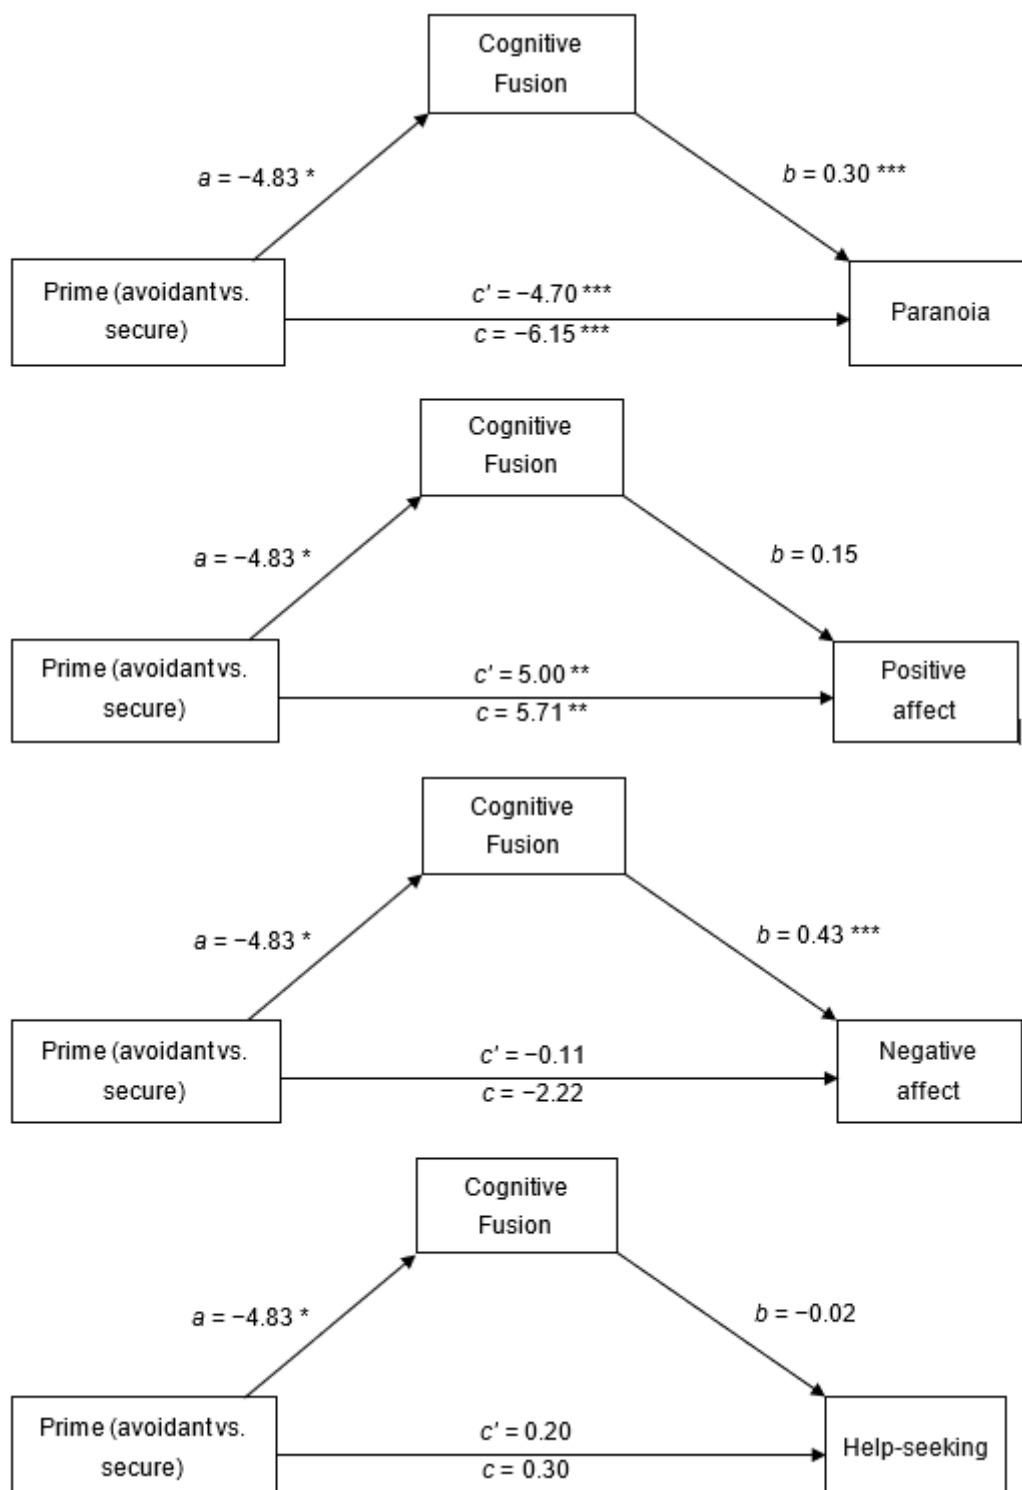 Cognitive
Fusion
a = −4.83 *
b = 0.30 ***
Prime (avoidant vs.
secure)
c' = −4.70 ***
c = −6.15 ***
Paranoia
Cognitive
Fusion
a = −4.83 *
b = 0.15
Prime (avoidant vs.
secure)
c' = 5.00 **
c = 5.71 **
Positive
affect
Cognitive
Fusion
a = −4.83 *
b = 0.43 ***
Prime (avoidant vs.
secure)
c' = −0.11
c = −2.22
Negative
affect
Cognitive
Fusion
a = −4.83 *
b = −0.02
Prime (avoidant vs.
secure)
c' = 0.20
c = 0.30
Help-seeking